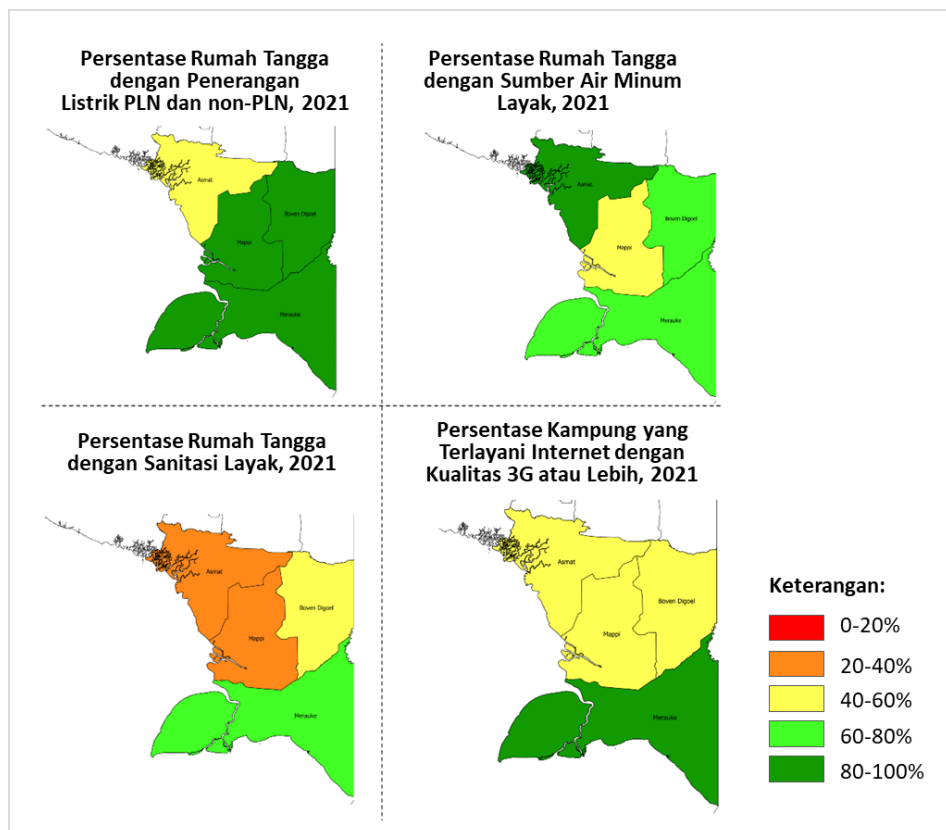 Persentase Rumah Tangga
dengan Penerangan
Listrik PLN dan non-PLN, 2021
Asmat
Boven Digoel
Mappi
Merauke
Persentase Rumah Tangga
dengan Sumber Air Minum
Layak, 2021
Asmat
Boven Digoel
Mappi
Merauke
Persentase Rumah Tangga
dengan Sanitasi Layak, 2021
Asmat
Boven Digoel
Mappi
Merauke
Persentase Kampung yang
Terlayani Internet dengan
Kualitas 3G atau Lebih, 2021
Asmat
Boven Digoel
Mappi
Merauke
Keterangan:
0-20%
20-40%
40-60%
60-80%
80-100%